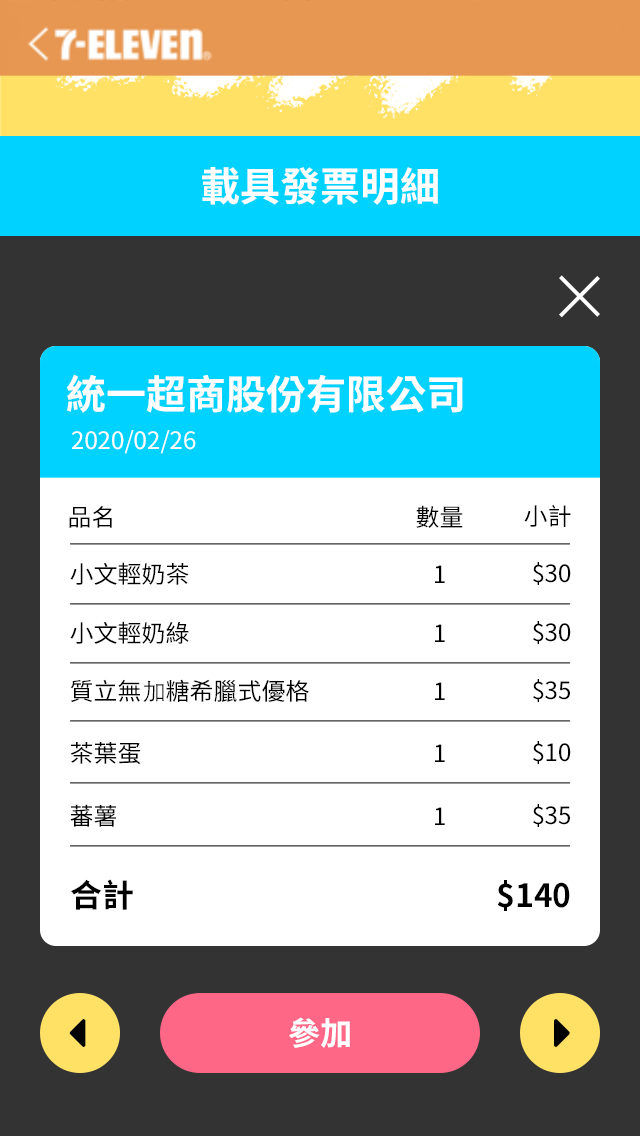 7-ELEVEN®
載具發票明細
統一超商股份有限公司
2020/02/26
品名 數量 小計
小文輕奶茶 1 $30
小文輕奶綠 1 $30
質立無加糖希臘式優格 1 $35
茶葉蛋 1 $10
蕃薯 1 $35
合計 $140
參加